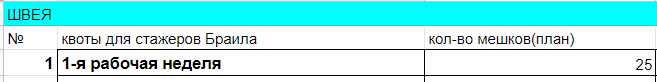 ШВЕЯ
№ квоты для стажеров Браила кол-во мешков(план)
1 1-я рабочая неделя 25